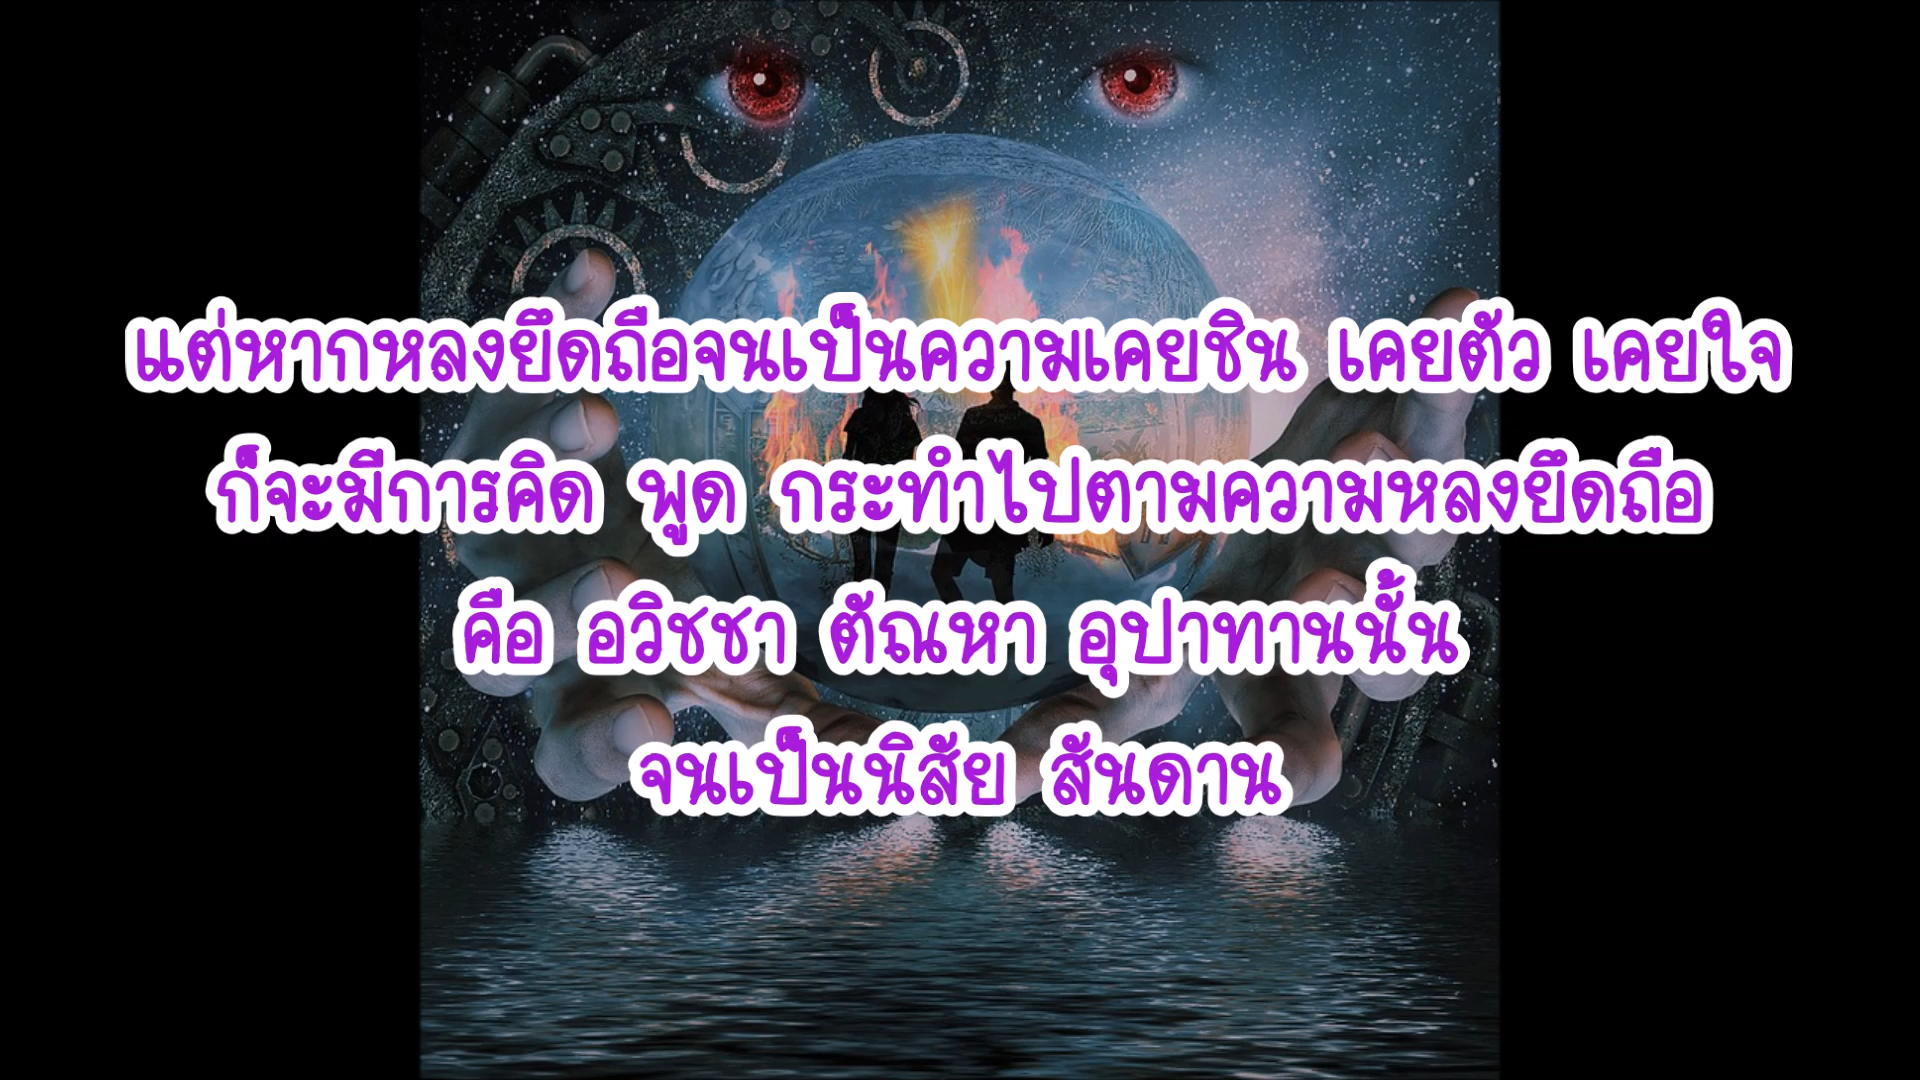 แต่หากหลงยึดถือจนเป็นความเคยชิน เคยตัว เคยใจ
ก็จะมีการคิด พูด กระทำไปตามความหลงยึดถือ
คือ อวิชชา ตัณหา อุปาทานนั้น
จนเป็นนิสัย สันดาน